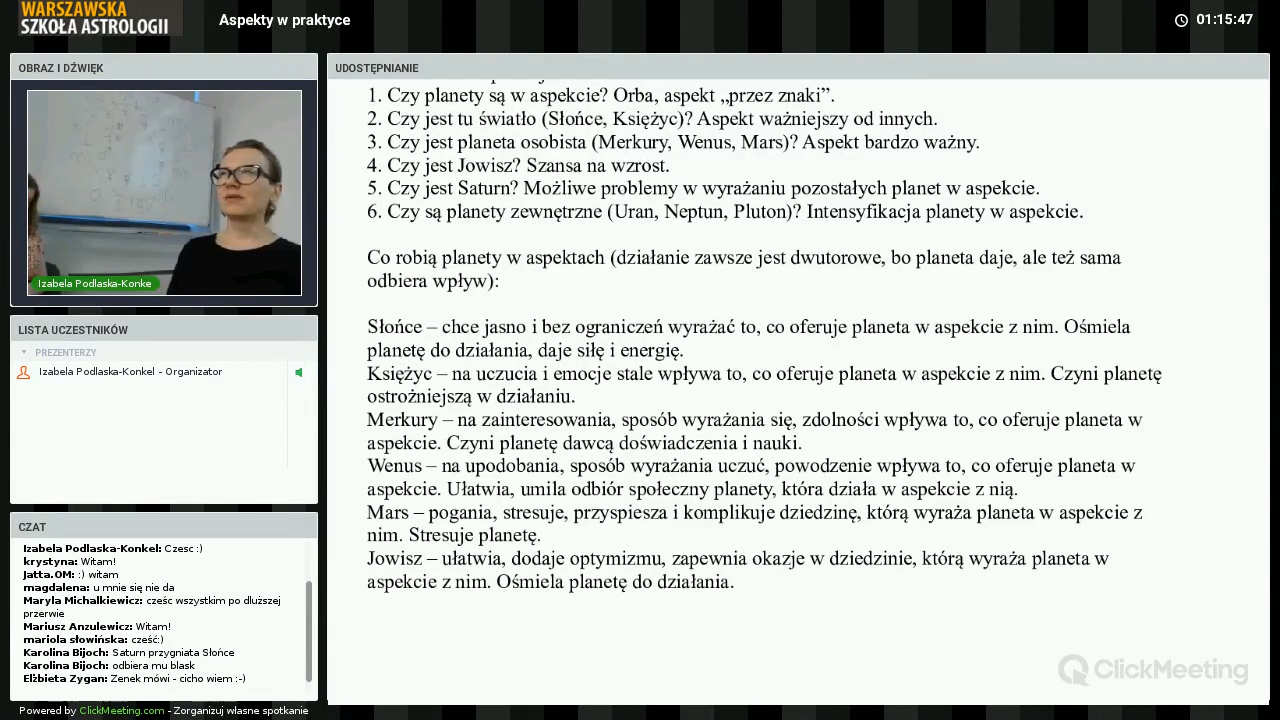 WARSZAWSKA
SZKOŁA ASTROLOGII
Aspekty w praktyce
01:15:47
OBRAZ I DŹWIĘK
Izabela Podlaska-Konke
LISTA UCZESTNIKÓW
PREZENTERZY
Izabela Podlaska-Konkel - Organizator
CZAT
Izabela Podlaska-Konkel: Czesc :)
krystyna: Witam!
Jatta.OM: :) witam
magdalena: u mnie się nie da
Maryla Michalkiewicz: cześc wszystkim po dluższej
przerwie
Mariusz Anzulewicz: Witam!
mariola słowińska: cześć:)
Karolina Bijoch: Saturn przygniata Słońce
Karolina Bijoch: odbiera mu blask
Elżbieta Zygan: Zenek mówi - cicho wiem :-)
Powered by ClickMeeting.com - Zorganizuj własne spotkanie
UDOSTĘPNIANIE
1. Czy planety są w aspekcie? Orba, aspekt „przez znaki”.
2. Czy jest tu światło (Słońce, Księżyc)? Aspekt ważniejszy od innych.
3. Czy jest planeta osobista (Merkury, Wenus, Mars)? Aspekt bardzo ważny.
4. Czy jest Jowisz? Szansa na wzrost.
5. Czy jest Saturn? Możliwe problemy w wyrażaniu pozostałych planet w aspekcie.
6. Czy są planety zewnętrzne (Uran, Neptun, Pluton)? Intensyfikacja planety w aspekcie.
Co robią planety w aspektach (działanie zawsze jest dwutorowe, bo planeta daje, ale też sama
odbiera wpływ):
Słońce – chce jasno i bez ograniczeń wyrażać to, co oferuje planeta w aspekcie z nim. Ośmiela
planetę do działania, daje siłę i energię.
Księżyc – na uczucia i emocje stale wpływa to, co oferuje planeta w aspekcie z nim. Czyni planetę
ostrożniejszą w działaniu.
Merkury – na zainteresowania, sposób wyrażania się, zdolności wpływa to, co oferuje planeta w
aspekcie. Czyni planetę dawcą doświadczenia i nauki.
Wenus – na upodobania, sposób wyrażania uczuć, powodzenie wpływa to, co oferuje planeta w
aspekcie. Ułatwia, umila odbiór społeczny planety, która działa w aspekcie z nią.
Mars – pogania, stresuje, przyspiesza i komplikuje dziedzinę, którą wyraża planeta w aspekcie z
nim. Stresuje planetę.
Jowisz – ułatwia, dodaje optymizmu, zapewnia okazje w dziedzinie, którą wyraża planeta w
aspekcie z nim. Ośmiela planetę do działania.
ClickMeeting